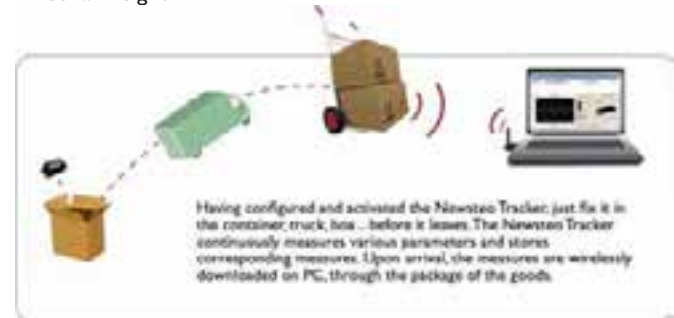 Having configured and activated the Newsteo Tracker, just fix it in
the container, truck, box... before it leaves. The Newsteo Tracker
continuously measures various parameters and stores
corresponding measures. Upon arrival, the measures are wirelessly
downloaded on PC, through the package of the goods.